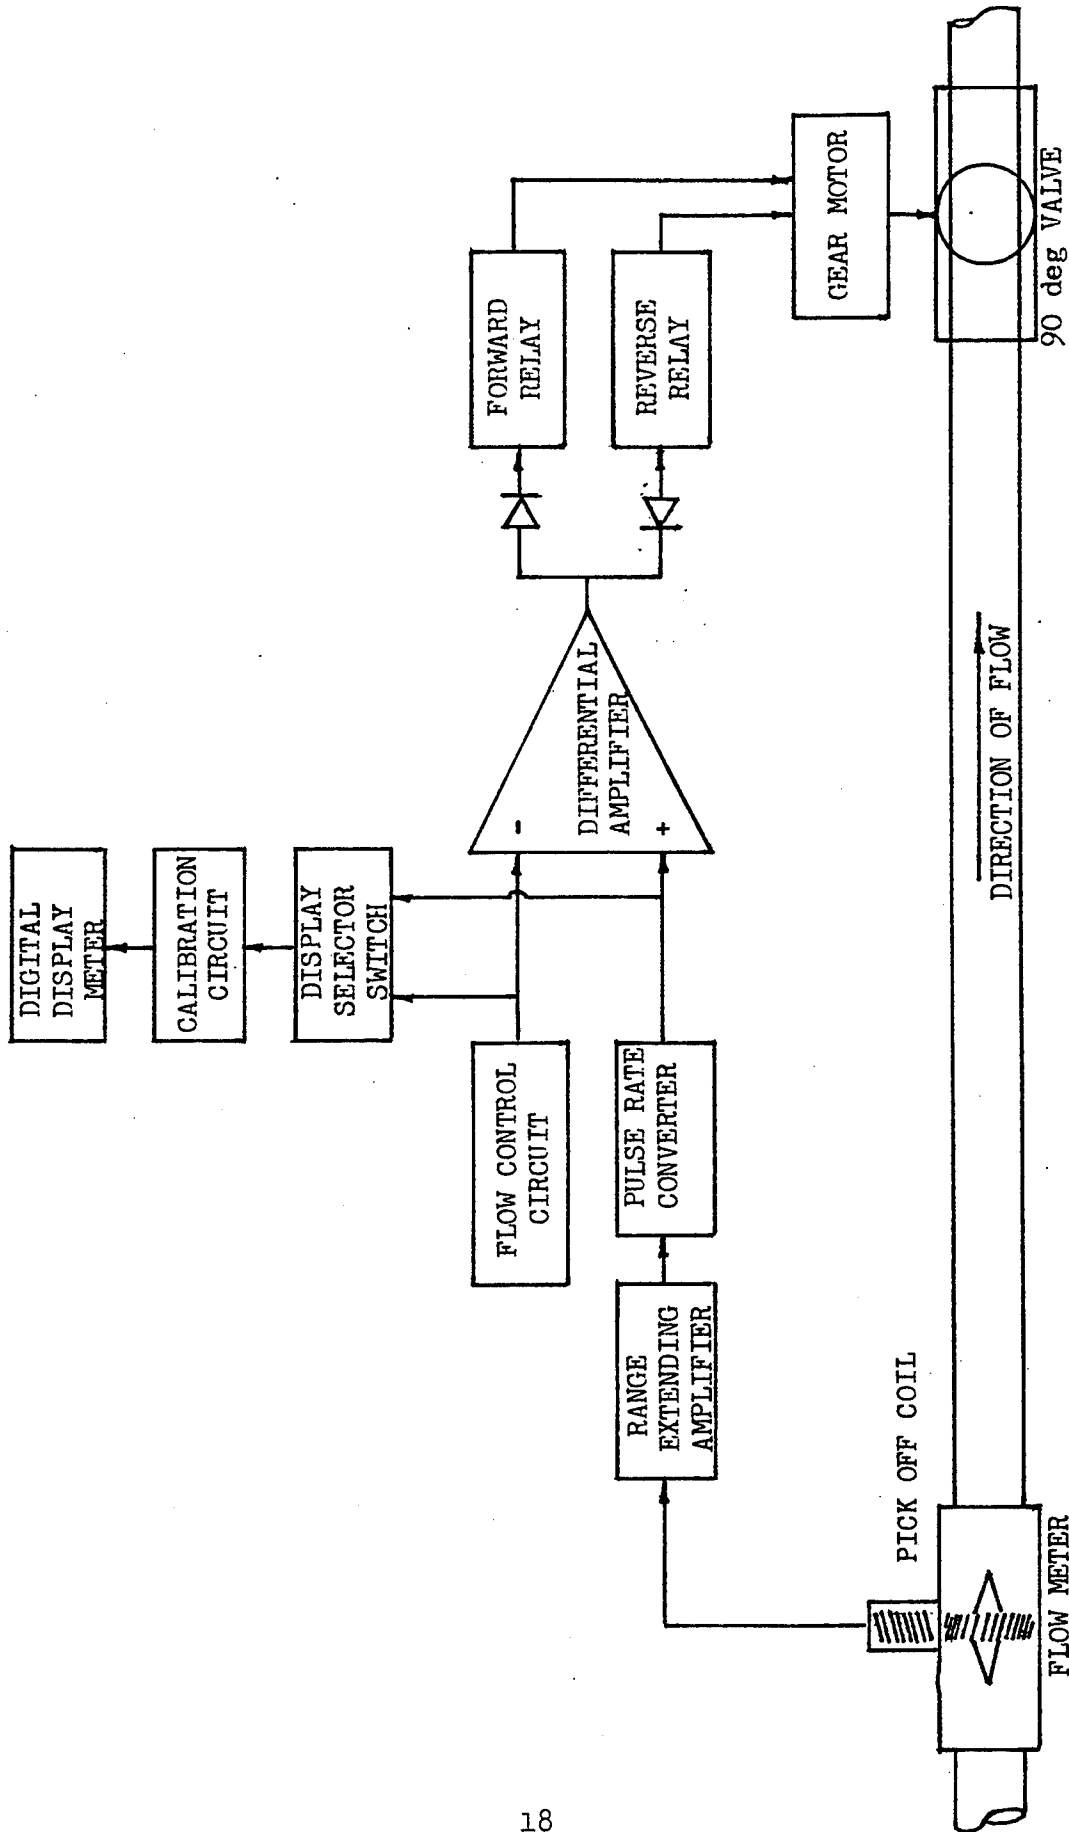 DIGITAL
DISPLAY
METER
CALIBRATION
CIRCUIT
DISPLAY
SELECTOR
SWITCH
FLOW CONTROL
CIRCUIT
RANGE
EXTENDING
AMPLIFIER
PULSE RATE
CONVERTER
-
+
DIFFERENTIAL
AMPLIFIER
FORWARD
RELAY
REVERSE
RELAY
GEAR MOTOR
PICK OFF COIL
FLOW METER
DIRECTION OF FLOW
90 deg VALVE
18